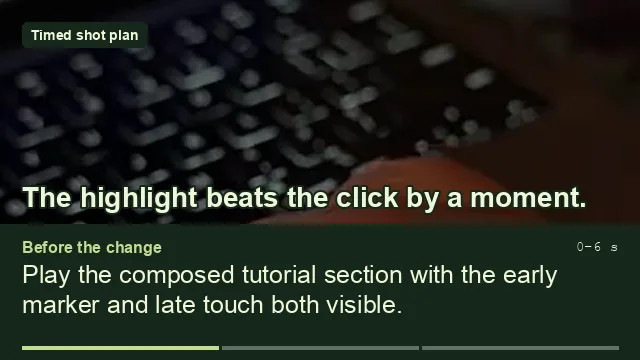 Timed shot plan
The highlight beats the click by a moment.
Before the change
0–6 s
Play the composed tutorial section with the early
marker and late touch both visible.